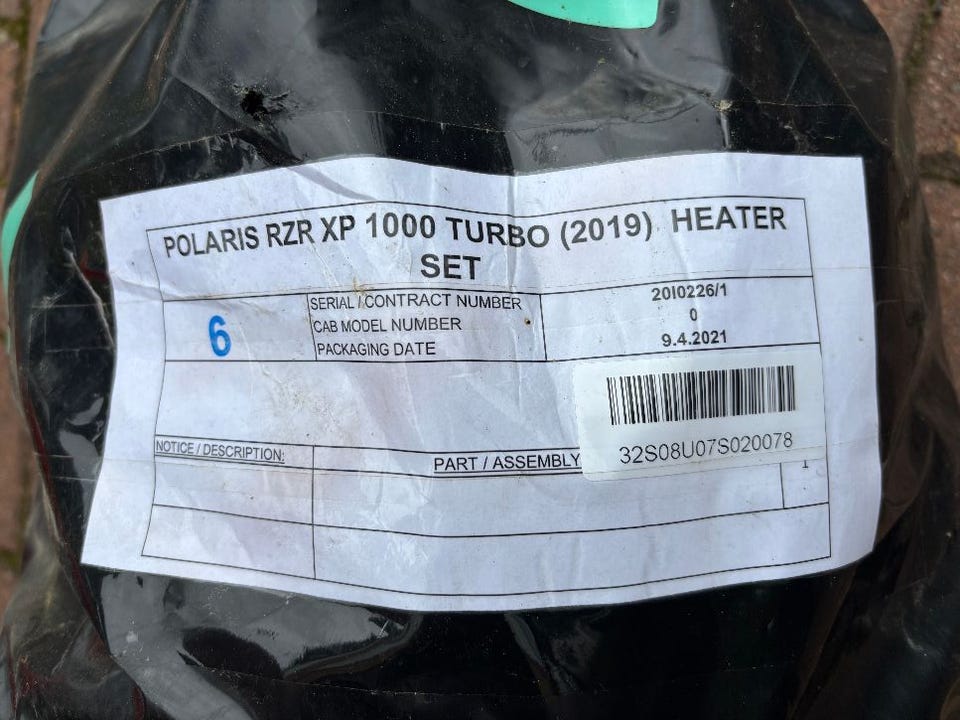 POLARIS RZR XP 1000 TURBO (2019) HEATER
SET
6
SERIAL / CONTRACT NUMBER 20I0226/1
CAB MODEL NUMBER 0
PACKAGING DATE 9.4.2021
32S08U07S020078
NOTICE / DESCRIPTION: PART / ASSEMBLY
1